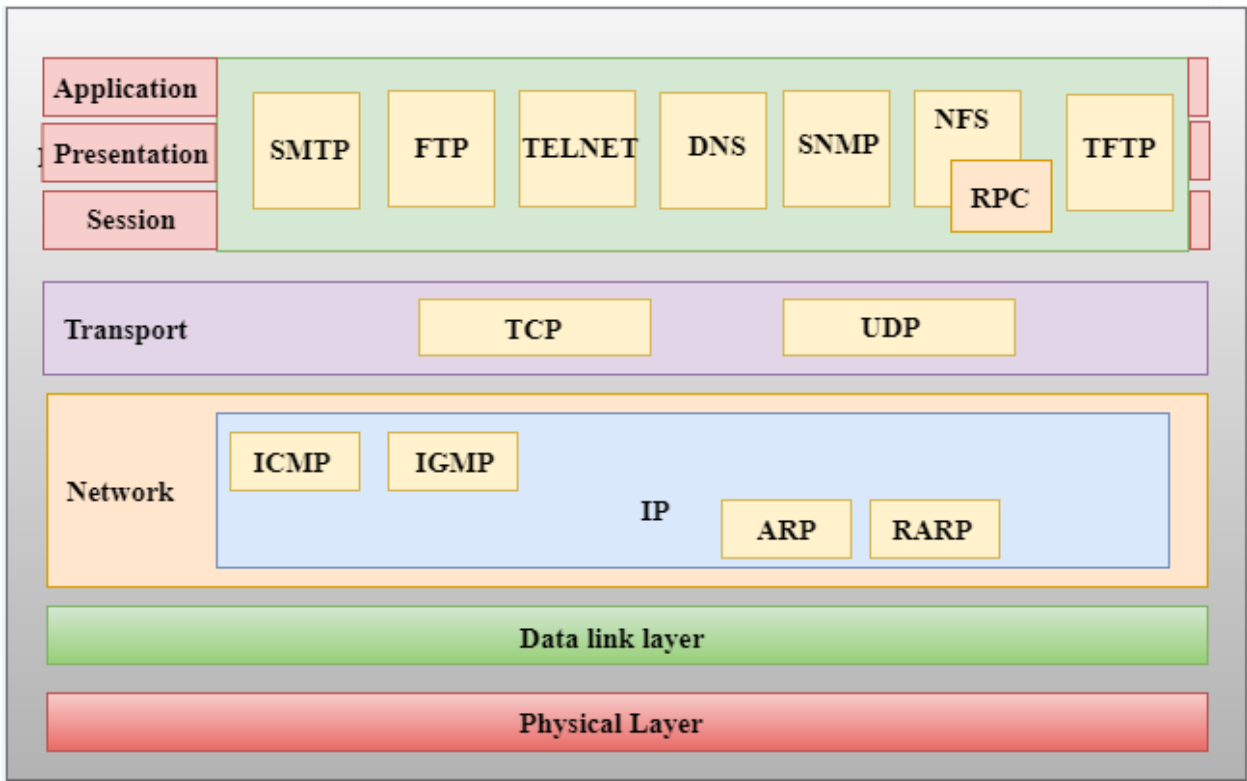 Application
Presentation
Session
SMTP
FTP
TELNET
DNS
SNMP
NFS
RPC
TFTP
Transport
TCP
UDP
Network
ICMP
IGMP
IP
ARP
RARP
Data link layer
Physical Layer